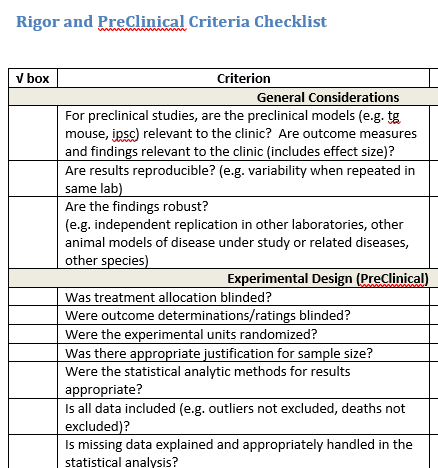 Rigor and PreClinical Criteria Checklist
√ box Criterion
General Considerations
For preclinical studies, are the preclinical models (e.g. tg
mouse, ipsc) relevant to the clinic?  Are outcome measures
and findings relevant to the clinic (includes effect size)?
Are results reproducible? (e.g. variability when repeated in
same lab)
Are the findings robust?
(e.g. independent replication in other laboratories, other
animal models of disease under study or related diseases,
other species)
Experimental Design (PreClinical)
Was treatment allocation blinded?
Were outcome determinations/ratings blinded?
Were the experimental units randomized?
Was there appropriate justification for sample size?
Were the statistical analytic methods for results
appropriate?
Is all data included (e.g. outliers not excluded, deaths not
excluded)?
Is missing data explained and appropriately handled in the
statistical analysis?